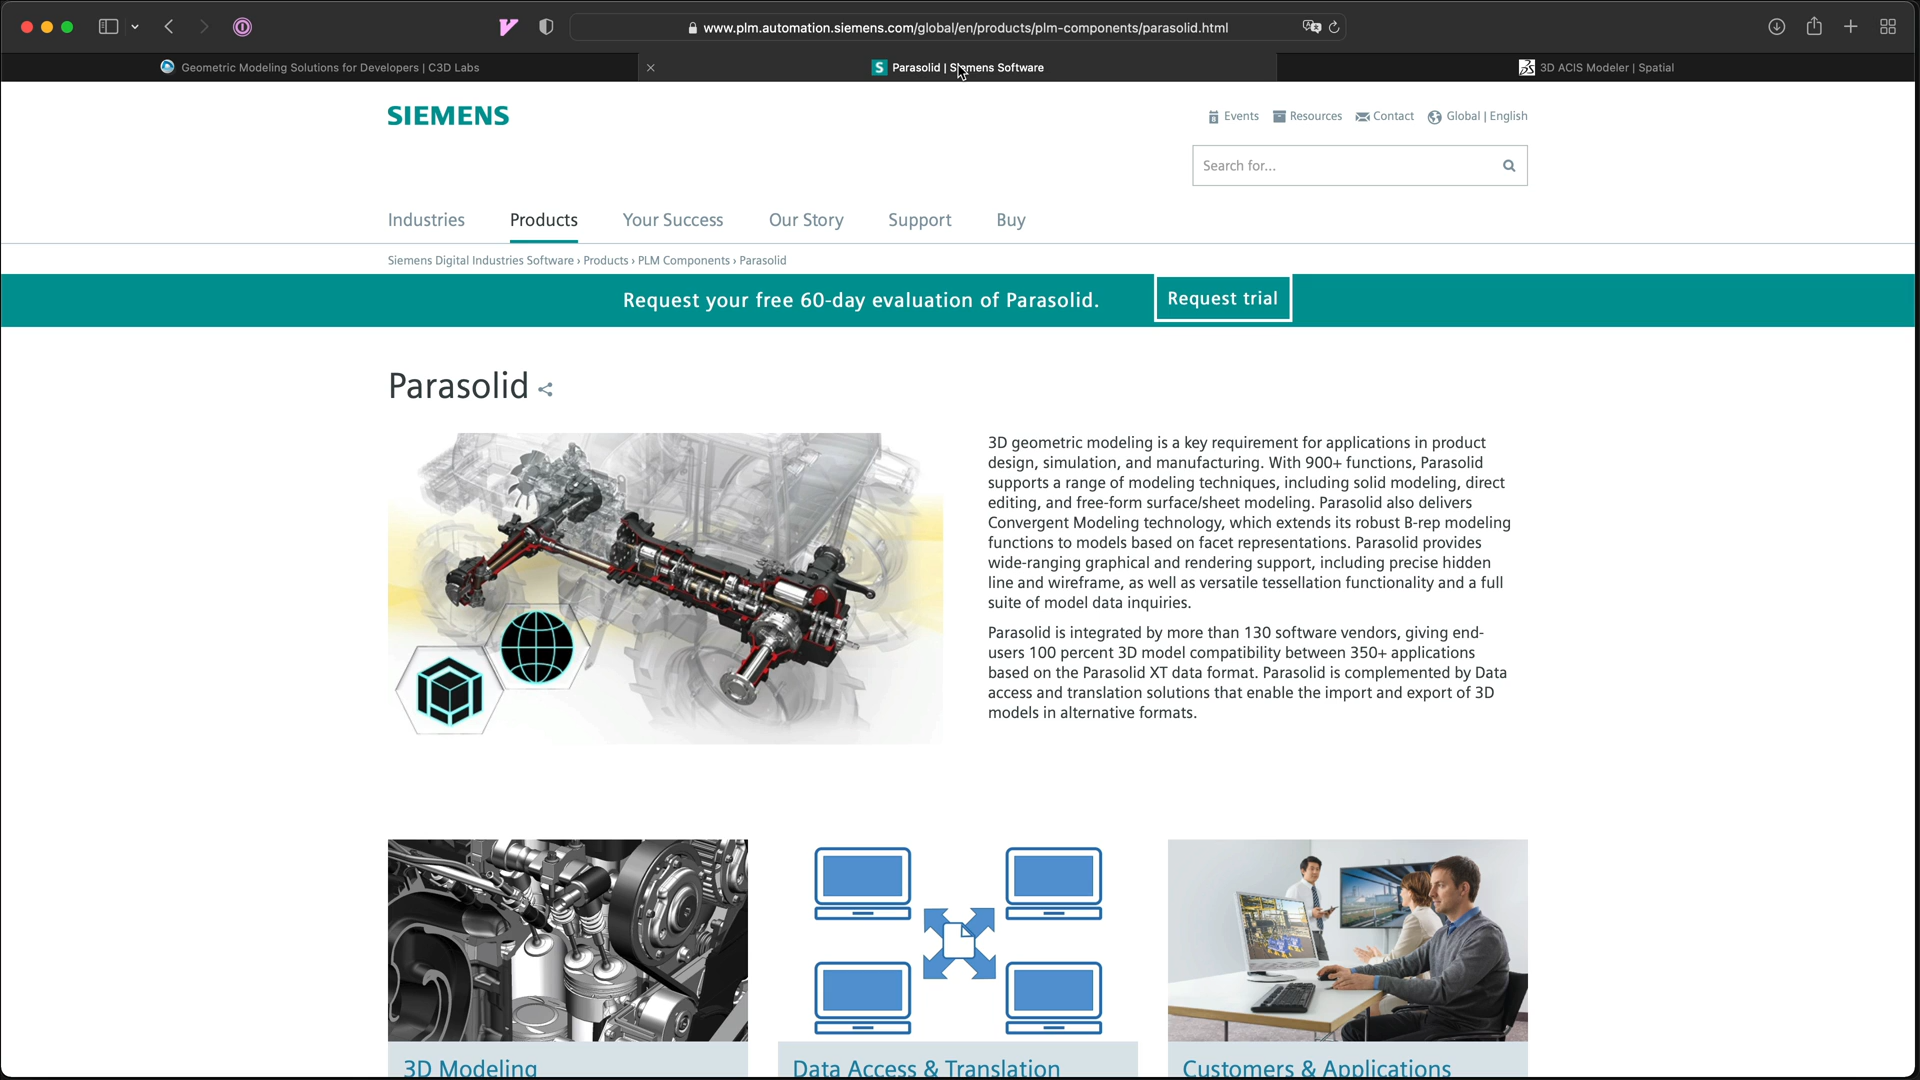 www.plm.automation.siemens.com/global/en/products/plm-components/parasolid.html
Geometric Modeling Solutions for Developers | C3D Labs
Parasolid | Siemens Software
3D ACIS Modeler | Spatial
SIEMENS
Events Resources Contact Global | English
Search for...
Industries Products Your Success Our Story Support Buy
Siemens Digital Industries Software › Products › PLM Components › Parasolid
Request your free 60-day evaluation of Parasolid. Request trial
Parasolid
3D geometric modeling is a key requirement for applications in product
design, simulation, and manufacturing. With 900+ functions, Parasolid
supports a range of modeling techniques, including solid modeling, direct
editing, and free-form surface/sheet modeling. Parasolid also delivers
Convergent Modeling technology, which extends its robust B-rep modeling
functions to models based on facet representations. Parasolid provides
wide-ranging graphical and rendering support, including precise hidden
line and wireframe, as well as versatile tessellation functionality and a full
suite of model data inquiries.
Parasolid is integrated by more than 130 software vendors, giving end-
users 100 percent 3D model compatibility between 350+ applications
based on the Parasolid XT data format. Parasolid is complemented by Data
access and translation solutions that enable the import and export of 3D
models in alternative formats.
3D Modeling
Data Access & Translation
Customers & Applications